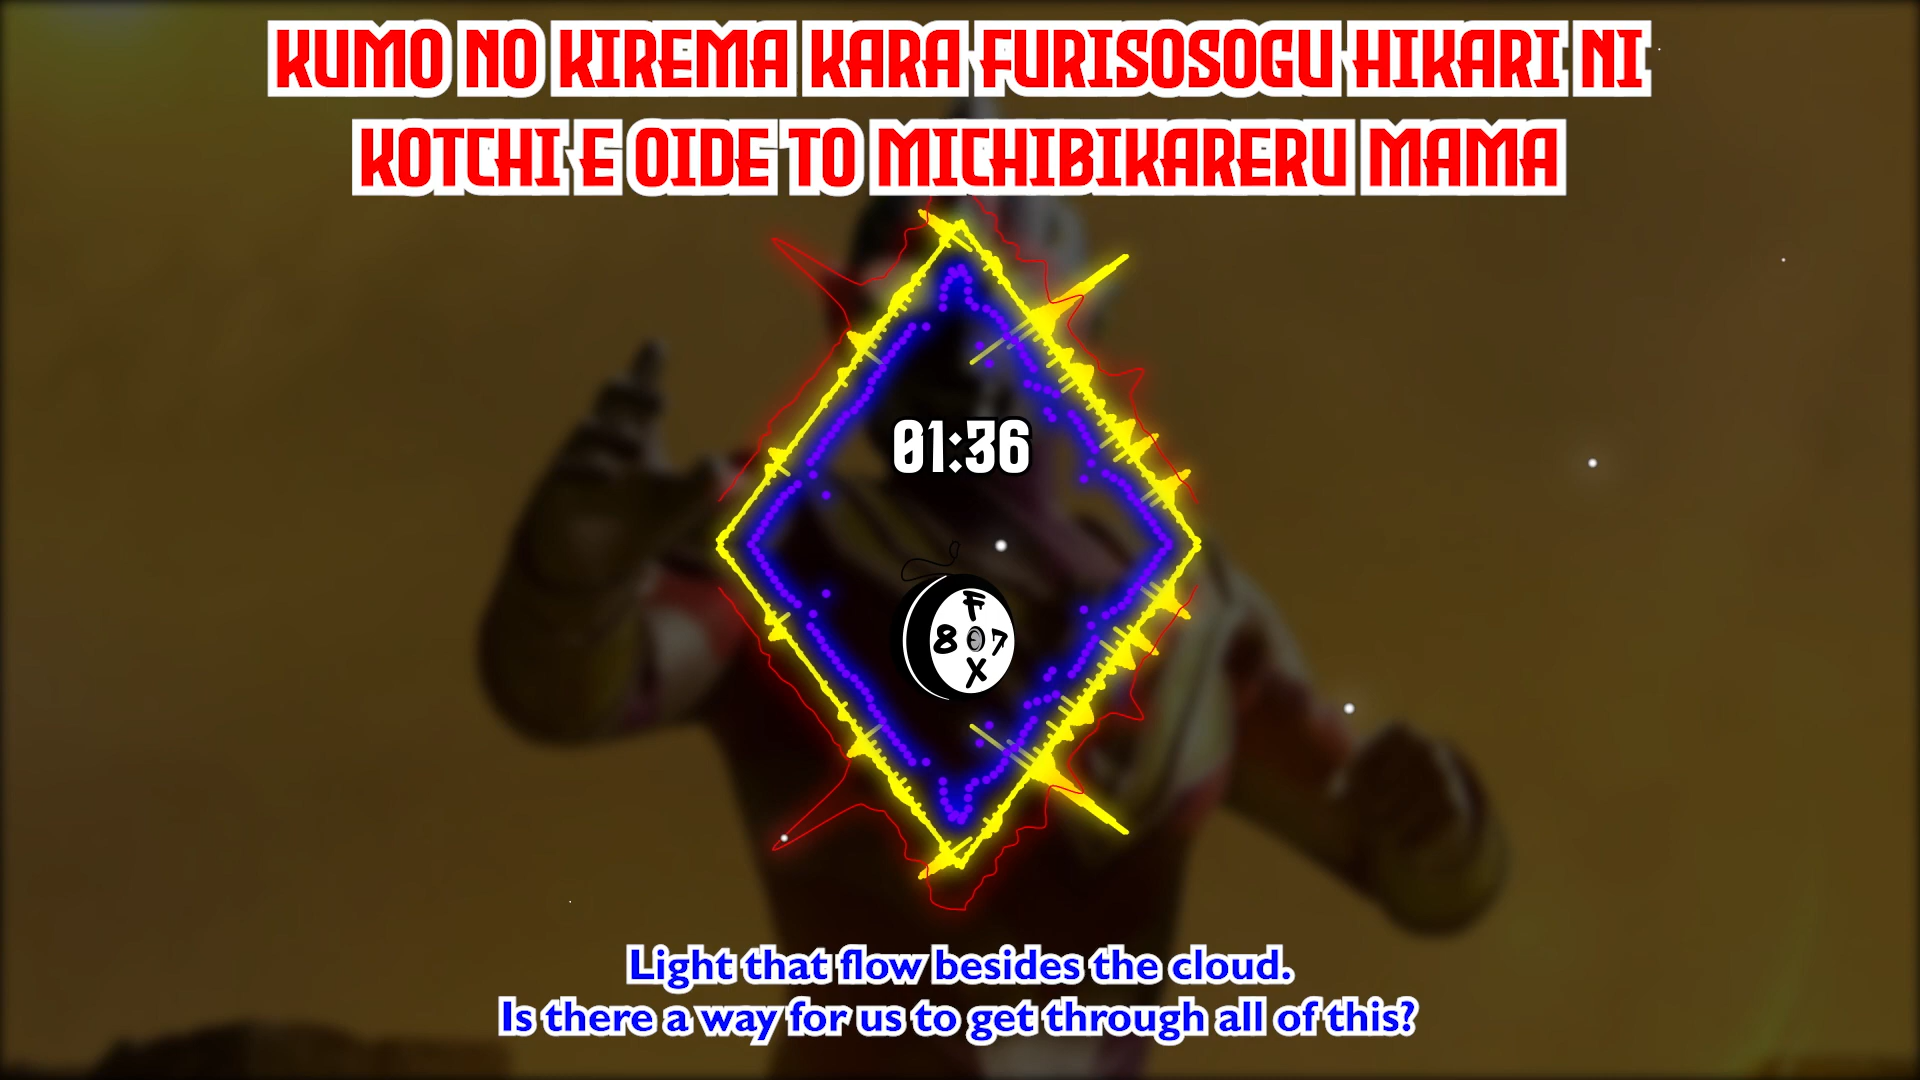 KUMO NO KIREMA KARA FURISOSOGU HIKARI NI
KOTCHI E OIDE TO MICHIBIKARERU MAMA
01:36
F
8 E 7
X
Light that flow besides the cloud.
Is there a way for us to get through all of this?